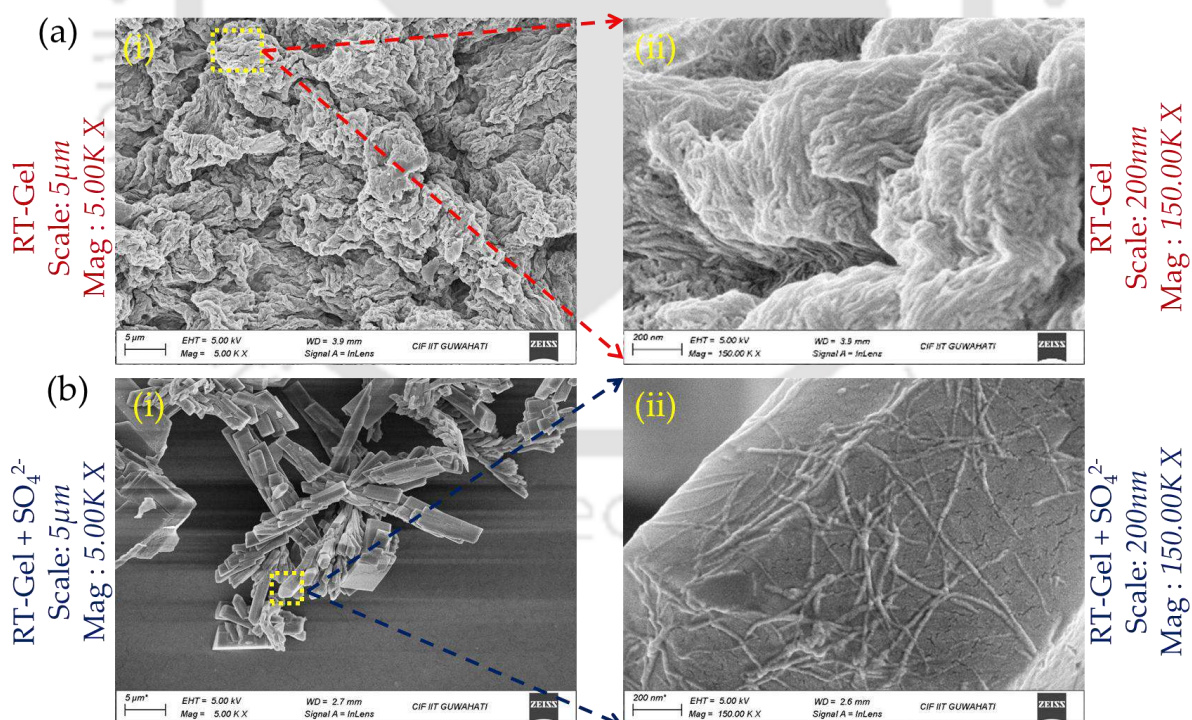 (a)
(i)
(ii)
RT-Gel
Scale: 5μm
Mag : 5.00K X
RT-Gel
Scale: 200nm
Mag : 150.00K X
5 μm
EHT = 5.00 kV
WD = 3.9 mm
Mag = 5.00 K X
Signal A = InLens
CIF IIT GUWAHATI
ZEISS
200 nm
EHT = 5.00 kV
WD = 3.9 mm
Mag = 150.00 K X
Signal A = InLens
CIF IIT GUWAHATI
ZEISS
(b)
(i)
(ii)
RT-Gel + SO₄²⁻
Scale: 5μm
Mag : 5.00K X
RT-Gel + SO₄²⁻
Scale: 200nm
Mag : 150.00K X
5 μm*
EHT = 5.00 kV
WD = 2.7 mm
Mag = 5.00 K X
Signal A = InLens
CIF IIT GUWAHATI
ZEISS
200 nm*
EHT = 5.00 kV
WD = 2.6 mm
Mag = 150.00 K X
Signal A = InLens
CIF IIT GUWAHATI
ZEISS